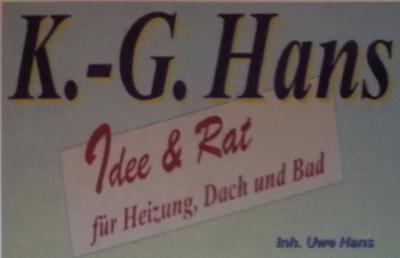 K.-G. Hans
Idee & Rat
für Heizung, Dach und Bad
Inh. Uwe Hans